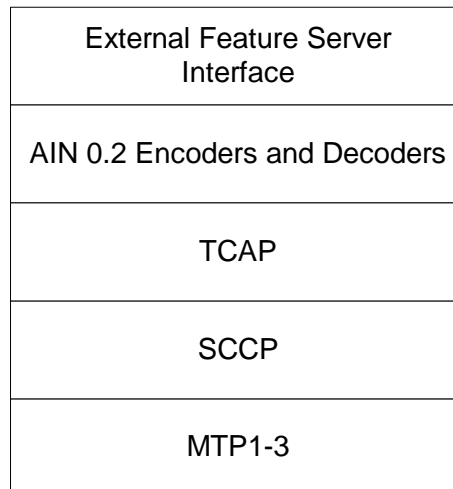 External Feature Server
Interface
AIN 0.2 Encoders and Decoders
TCAP
SCCP
MTP1-3